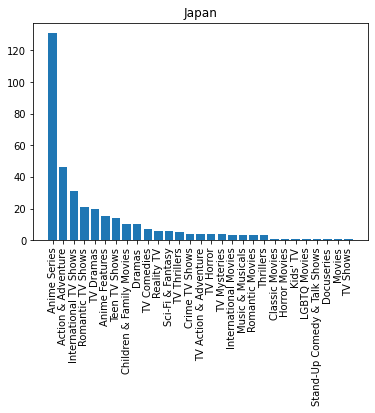 Japan
120
100
80
60
40
20
0
Anime Series
Action & Adventure
International TV Shows
Romantic TV Shows
TV Dramas
Anime Features
Teen TV Shows
Children & Family Movies
Dramas
TV Comedies
Reality TV
Sci-Fi & Fantasy
TV Thrillers
Crime TV Shows
TV Action & Adventure
TV Horror
TV Mysteries
International Movies
Music & Musicals
Romantic Movies
Thrillers
Classic Movies
Horror Movies
Kids' TV
LGBTQ Movies
Stand-Up Comedy & Talk Shows
Docuseries
Movies
TV Shows